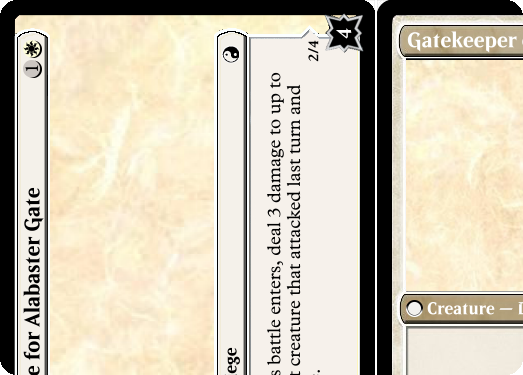 e for Alabaster Gate
1
ege
s battle enters, deal 3 damage to up to
t creature that attacked last turn and
2/4
4
Gatekeeper
Creature —